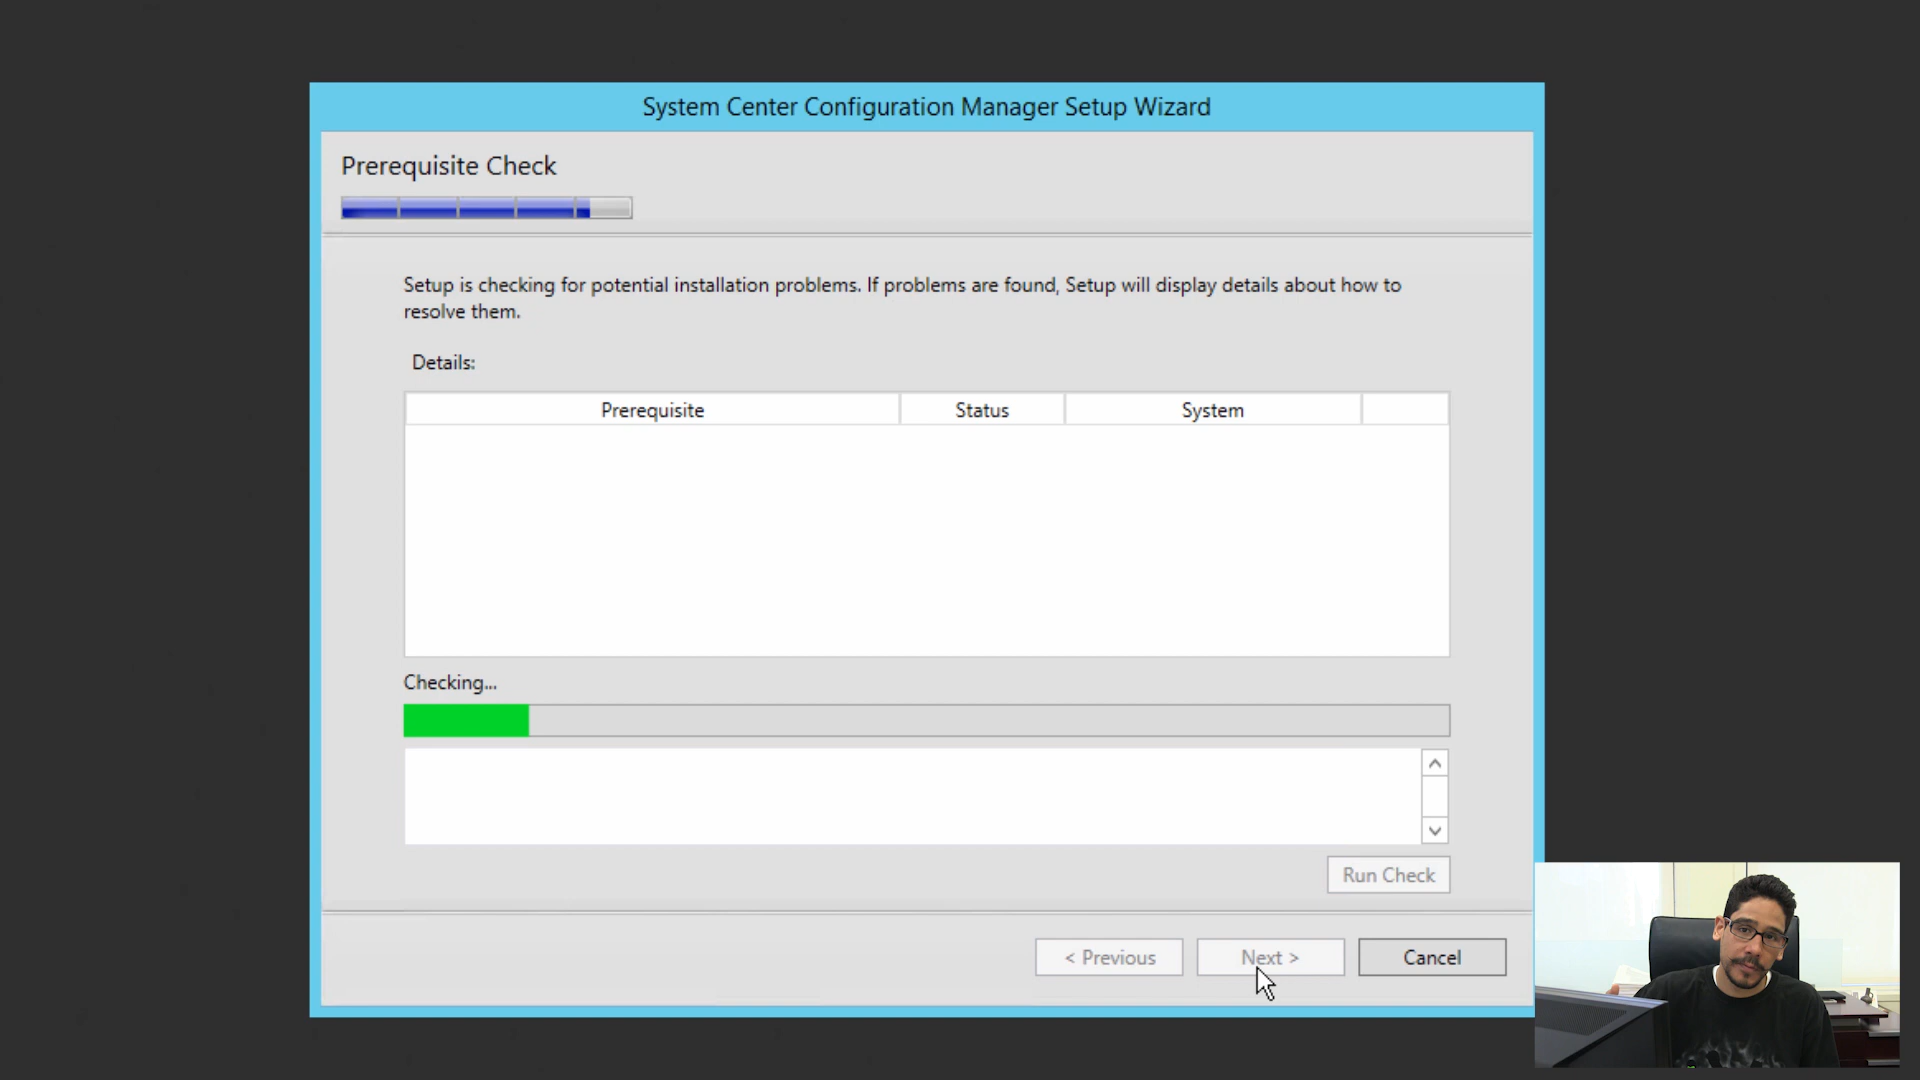 System Center Configuration Manager Setup Wizard
Prerequisite Check
Setup is checking for potential installation problems. If problems are found, Setup will display details about how to
resolve them.
Details:
Prerequisite Status System
Checking...
Run Check
< Previous Next > Cancel